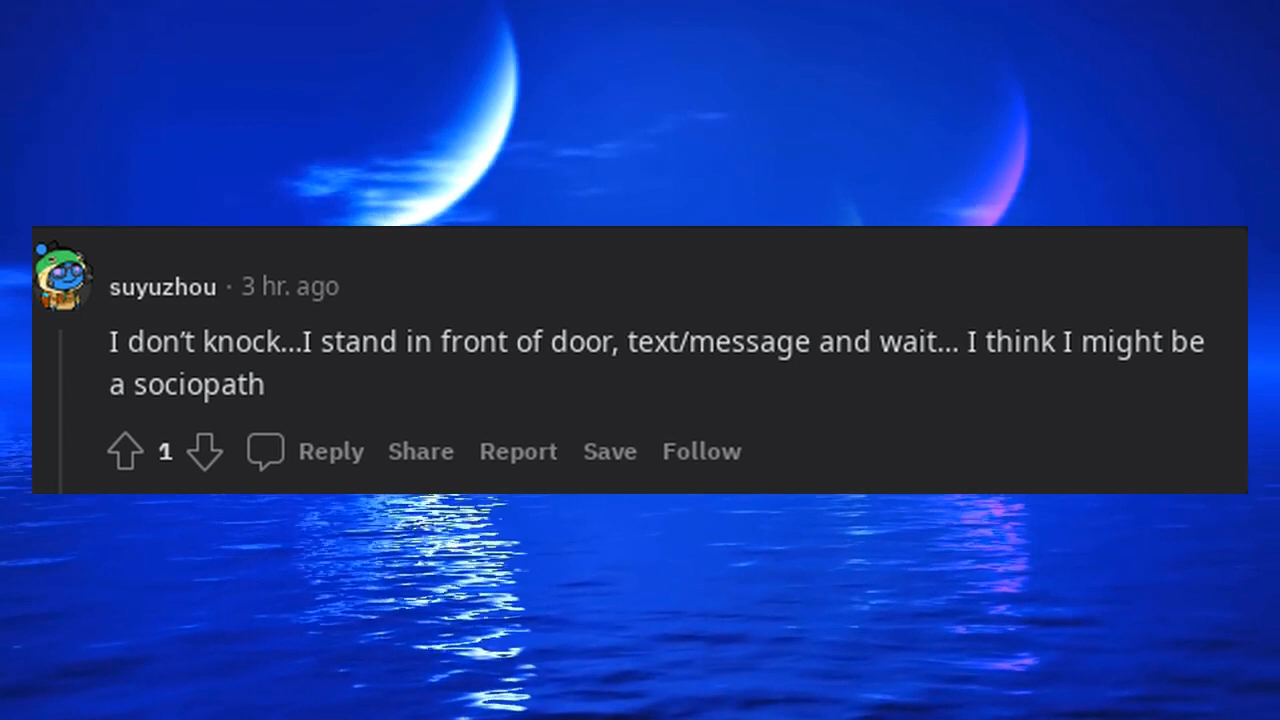 suyuzhou · 3 hr. ago
I don’t knock...I stand in front of door, text/message and wait... I think I might be
a sociopath
1 Reply Share Report Save Follow